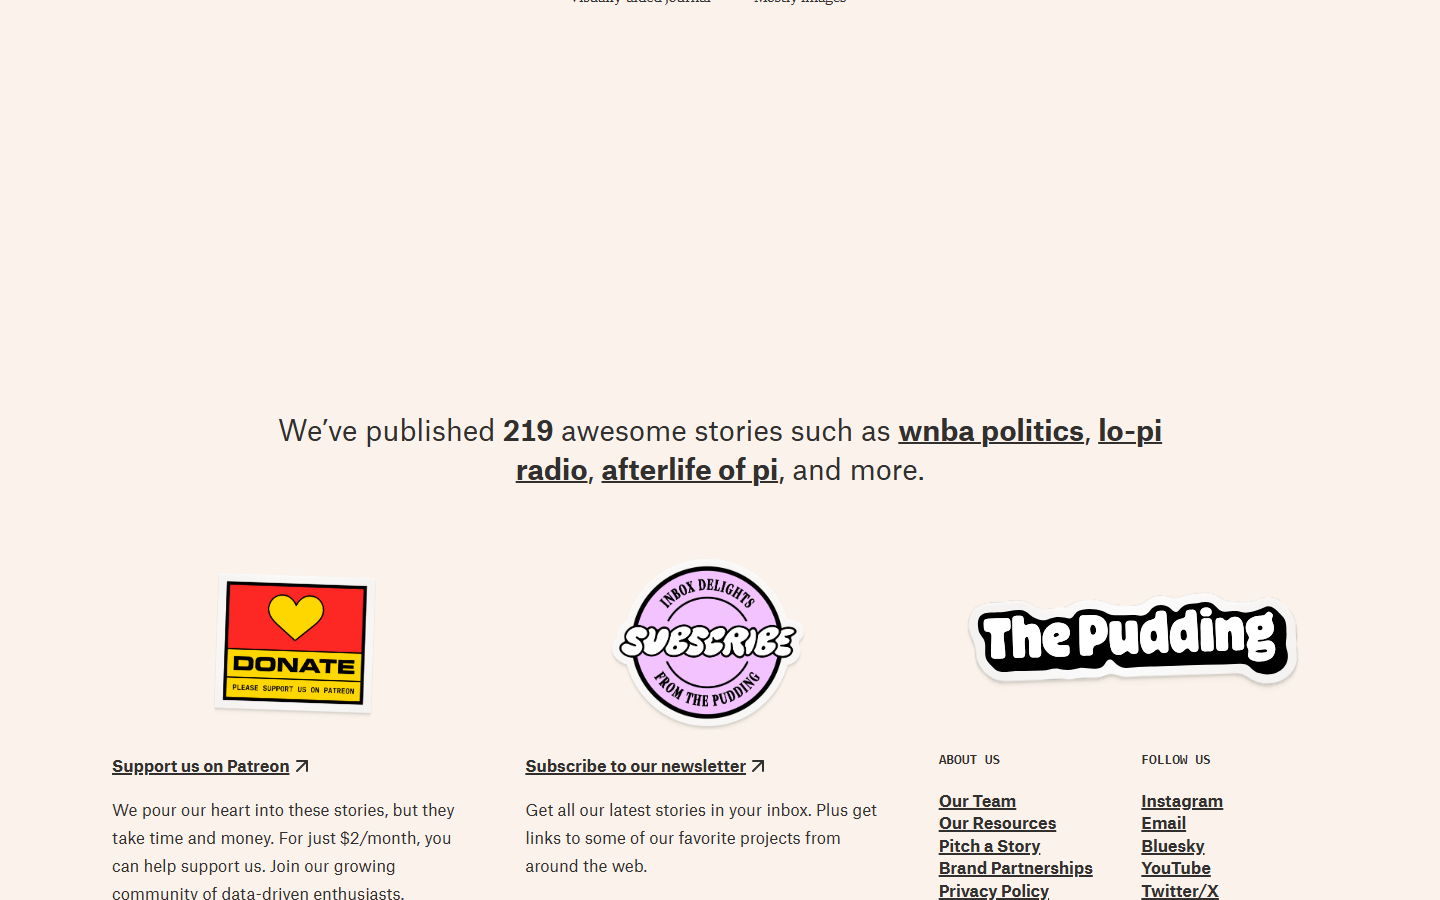 Visually-aided journal
Mostly images
We’ve published 219 awesome stories such as wnba politics, lo-pi
radio, afterlife of pi, and more.
DONATE
PLEASE SUPPORT US ON PATREON
INBOX DELIGHTS
SUBSCRIBE
FROM THE PUDDING
The Pudding
Support us on Patreon
We pour our heart into these stories, but they
take time and money. For just $2/month, you
can help support us. Join our growing
community of data-driven enthusiasts.
Subscribe to our newsletter
Get all our latest stories in your inbox. Plus get
links to some of our favorite projects from
around the web.
ABOUT US
Our Team
Our Resources
Pitch a Story
Brand Partnerships
Privacy Policy
FOLLOW US
Instagram
Email
Bluesky
YouTube
Twitter/X